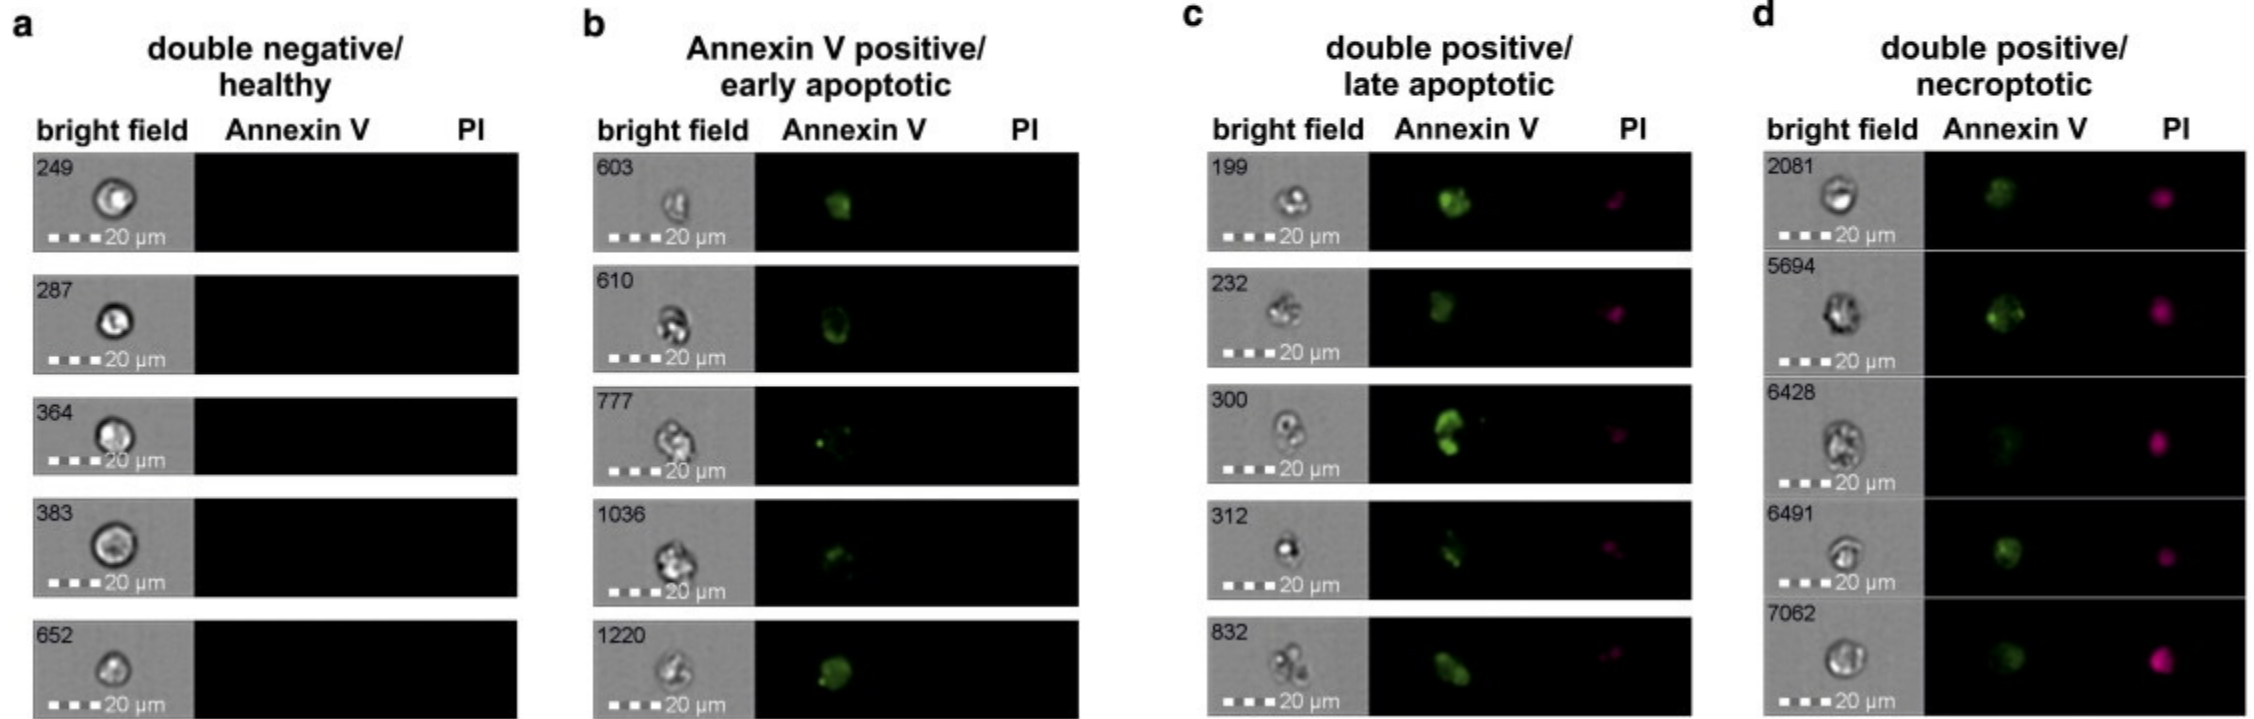 a
double negative/
healthy
bright field Annexin V PI
249
20 µm
287
20 µm
364
20 µm
383
20 µm
652
20 µm
b
Annexin V positive/
early apoptotic
bright field Annexin V PI
603
20 µm
610
20 µm
777
20 µm
1036
20 µm
1220
20 µm
c
double positive/
late apoptotic
bright field Annexin V PI
199
20 µm
232
20 µm
300
20 µm
312
20 µm
832
20 µm
d
double positive/
necroptotic
bright field Annexin V PI
2081
20 µm
5694
20 µm
6428
20 µm
6491
20 µm
7062
20 µm